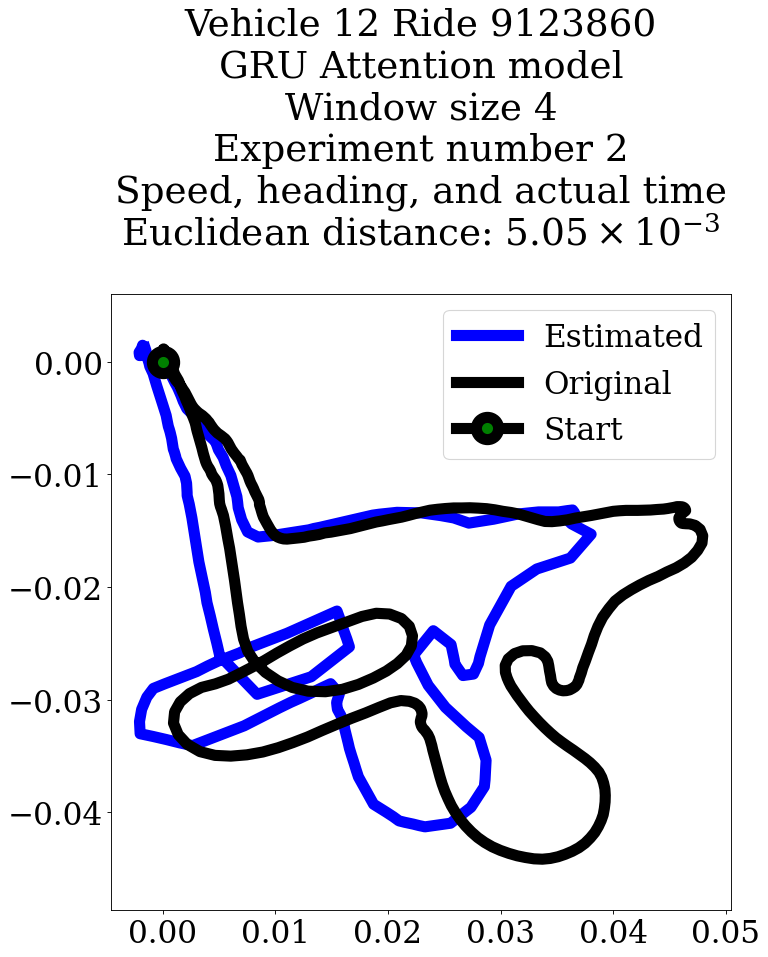 Vehicle 12 Ride 9123860
GRU Attention model
Window size 4
Experiment number 2
Speed, heading, and actual time
Euclidean distance: 5.05 × 10⁻³
Estimated
Original
Start
0.00
−0.01
−0.02
−0.03
−0.04
0.00 0.01 0.02 0.03 0.04 0.05